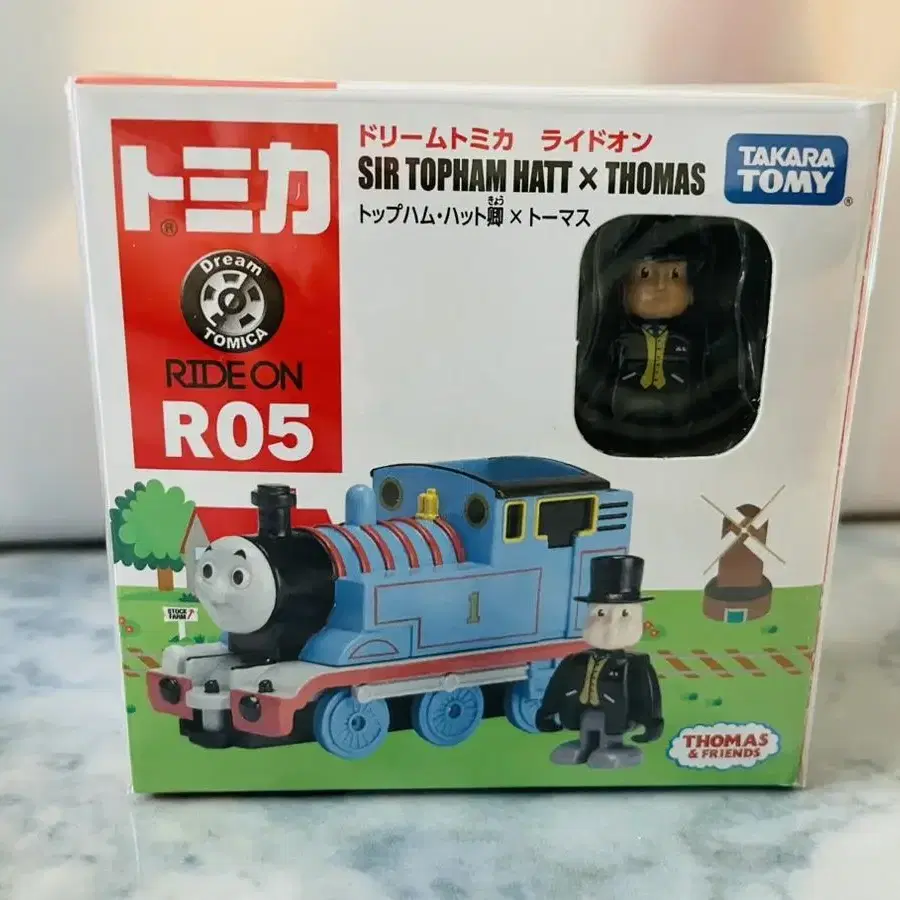 トミカ®
Dream
TOMICA
RIDE ON
R05
ドリームトミカ ライドオン
SIR TOPHAM HATT × THOMAS
きょう
トップハム・ハット卿×トーマス
TAKARA
TOMY®
1
STOCK
FARM
THOMAS
& FRIENDS